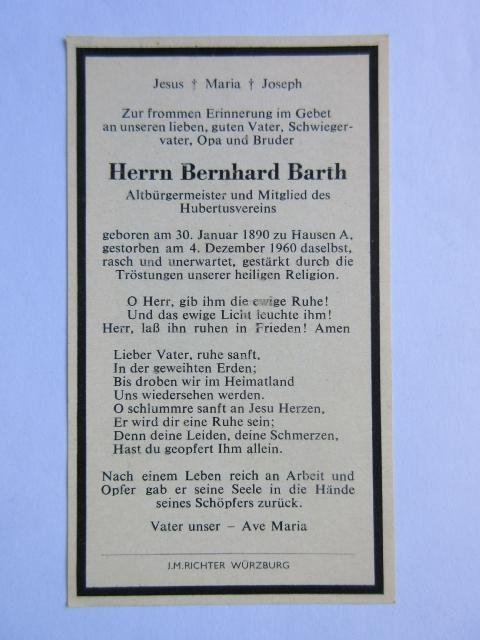 Jesus † Maria † Joseph
Zur frommen Erinnerung im Gebet
an unseren lieben, guten Vater, Schwieger-
vater, Opa und Bruder
Herrn Bernhard Barth
Altbürgermeister und Mitglied des
Hubertusvereins
geboren am 30. Januar 1890 zu Hausen A,
gestorben am 4. Dezember 1960 daselbst,
rasch und unerwartet, gestärkt durch die
Tröstungen unserer heiligen Religion.
O Herr, gib ihm die ewige Ruhe!
Und das ewige Licht leuchte ihm!
Herr, laß ihn ruhen in Frieden! Amen
Lieber Vater, ruhe sanft,
In der geweihten Erden;
Bis droben wir im Heimatland
Uns wiedersehen werden.
O schlummre sanft an Jesu Herzen,
Er wird dir eine Ruhe sein;
Denn deine Leiden, deine Schmerzen,
Hast du geopfert Ihm allein.
Nach einem Leben reich an Arbeit und
Opfer gab er seine Seele in die Hände
seines Schöpfers zurück.
Vater unser – Ave Maria
J.M.RICHTER WÜRZBURG